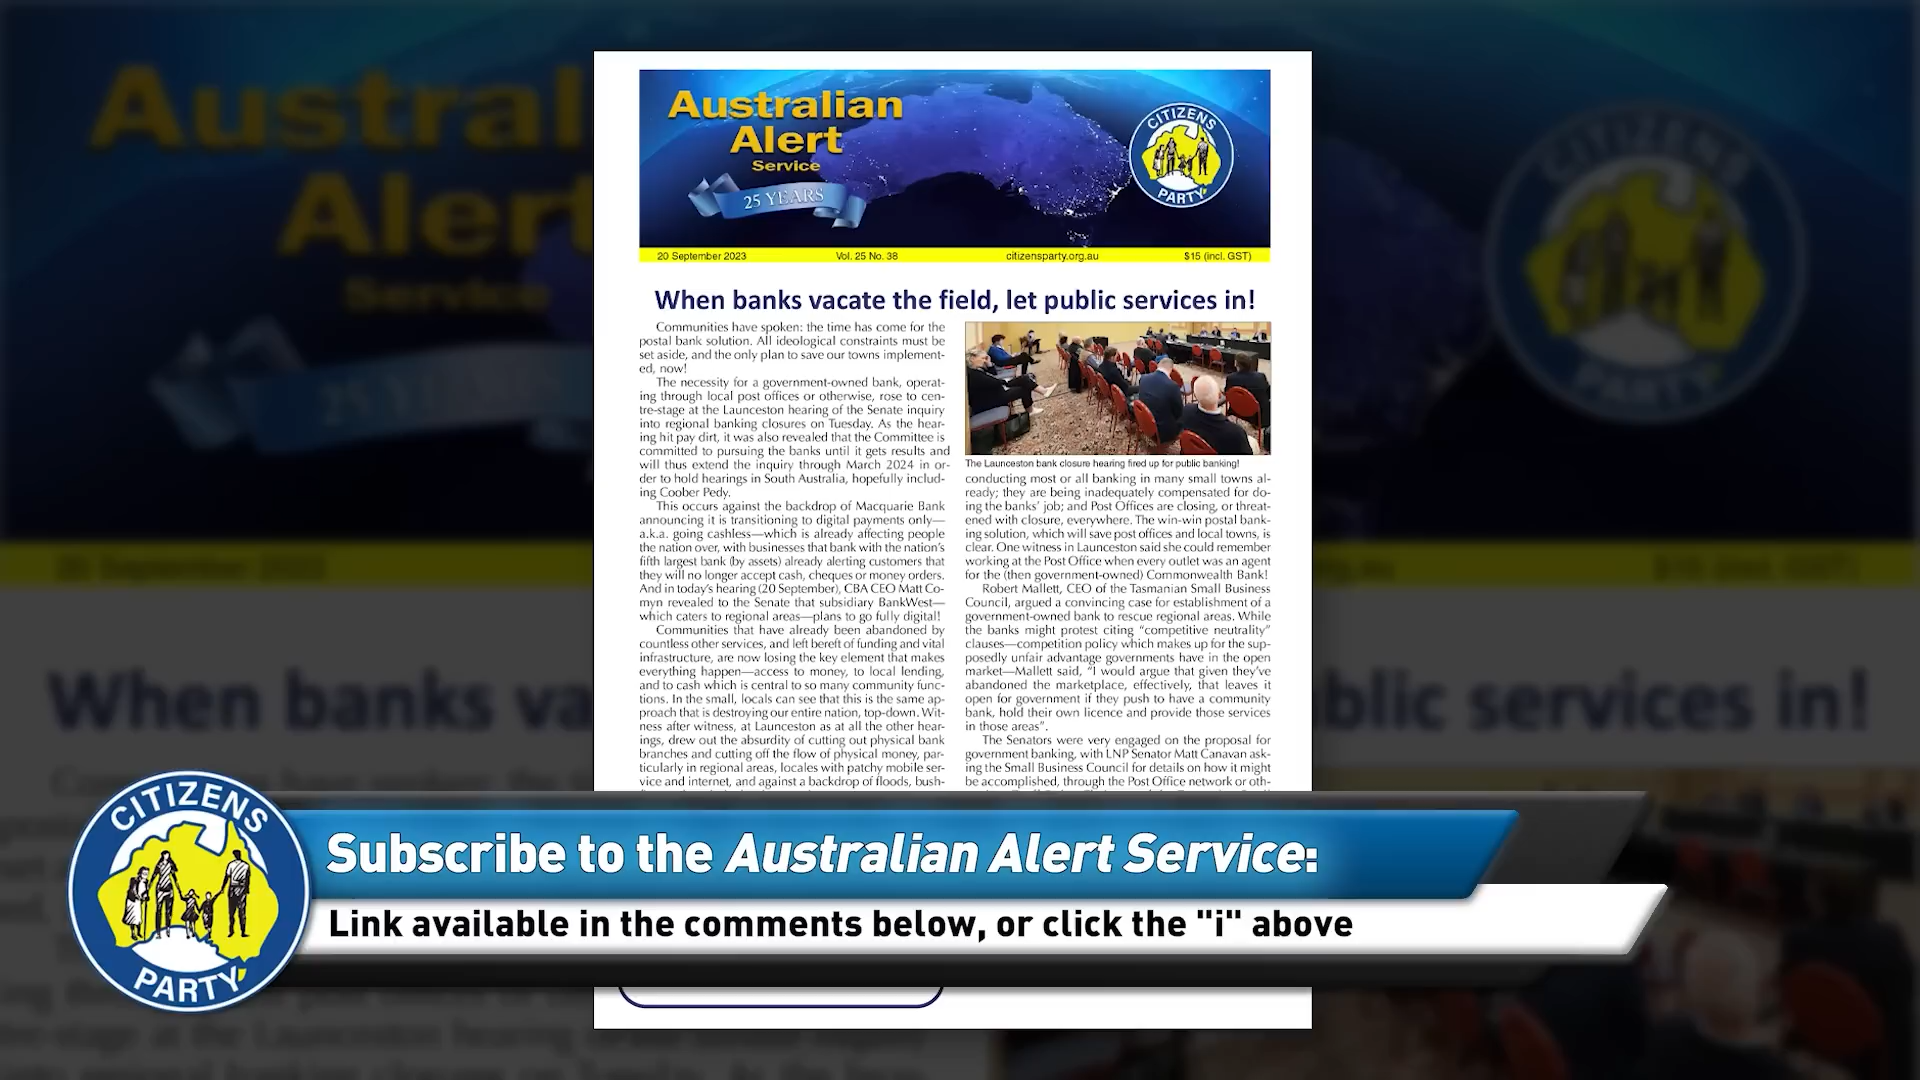 Australian
Alert
Service
25 YEARS
CITIZENS
PARTY
20 September 2023 Vol. 25 No. 38 citizensparty.org.au $15 (incl. GST)
When banks vacate the field, let public services in!
Communities have spoken: the time has come for the
postal bank solution. All ideological constraints must be
set aside, and the only plan to save our towns implement-
ed, now!
The necessity for a government-owned bank, operat-
ing through local post offices or otherwise, rose to cen-
tre-stage at the Launceston hearing of the Senate inquiry
into regional banking closures on Tuesday. As the hear-
ing hit pay dirt, it was also revealed that the Committee is
committed to pursuing the banks until it gets results and
will thus extend the inquiry through March 2024 in or-
der to hold hearings in South Australia, hopefully includ-
ing Coober Pedy.
This occurs against the backdrop of Macquarie Bank
announcing it is transitioning to digital payments only—
a.k.a. going cashless—which is already affecting people
the nation over, with businesses that bank with the nation's
fifth largest bank (by assets) already alerting customers that
they will no longer accept cash, cheques or money orders.
And in today's hearing (20 September), CBA CEO Matt Co-
myn revealed to the Senate that subsidiary BankWest—
which caters to regional areas—plans to go fully digital!
Communities that have already been abandoned by
countless other services, and left bereft of funding and vital
infrastructure, are now losing the key element that makes
everything happen—access to money, to local lending,
and to cash which is central to so many community func-
tions. In the small, locals can see that this is the same ap-
proach that is destroying our entire nation, top-down. Wit-
ness after witness, at Launceston as at all the other hear-
ings, drew out the absurdity of cutting out physical bank
branches and cutting off the flow of physical money, par-
ticularly in regional areas, locales with patchy mobile ser-
vice and internet, and against a backdrop of floods, bush-
The Launceston bank closure hearing fired up for public banking!
conducting most or all banking in many small towns al-
ready; they are being inadequately compensated for do-
ing the banks' job; and Post Offices are closing, or threat-
ened with closure, everywhere. The win-win postal bank-
ing solution, which will save post offices and local towns, is
clear. One witness in Launceston said she could remember
working at the Post Office when every outlet was an agent
for the (then government-owned) Commonwealth Bank!
Robert Mallett, CEO of the Tasmanian Small Business
Council, argued a convincing case for establishment of a
government-owned bank to rescue regional areas. While
the banks might protest citing "competitive neutrality"
clauses—competition policy which makes up for the sup-
posedly unfair advantage governments have in the open
market—Mallett said, "I would argue that given they've
abandoned the marketplace, effectively, that leaves it
open for government if they push to have a community
bank, hold their own licence and provide those services
in those areas".
The Senators were very engaged on the proposal for
government banking, with LNP Senator Matt Canavan ask-
ing the Small Business Council for details on how it might
be accomplished, through the Post Office network or oth-
CITIZENS
PARTY
Subscribe to the Australian Alert Service:
Link available in the comments below, or click the "i" above